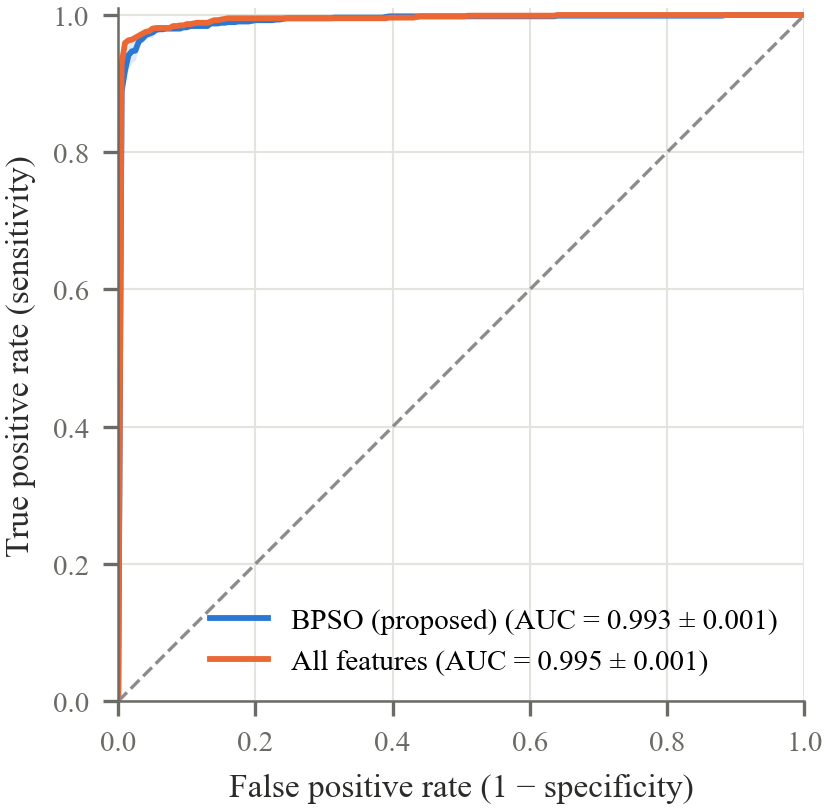 1.0
0.8
0.6
0.4
0.2
0.0
True positive rate (sensitivity)
BPSO (proposed) (AUC = 0.993 ± 0.001)
All features (AUC = 0.995 ± 0.001)
0.0 0.2 0.4 0.6 0.8 1.0
False positive rate (1 − specificity)